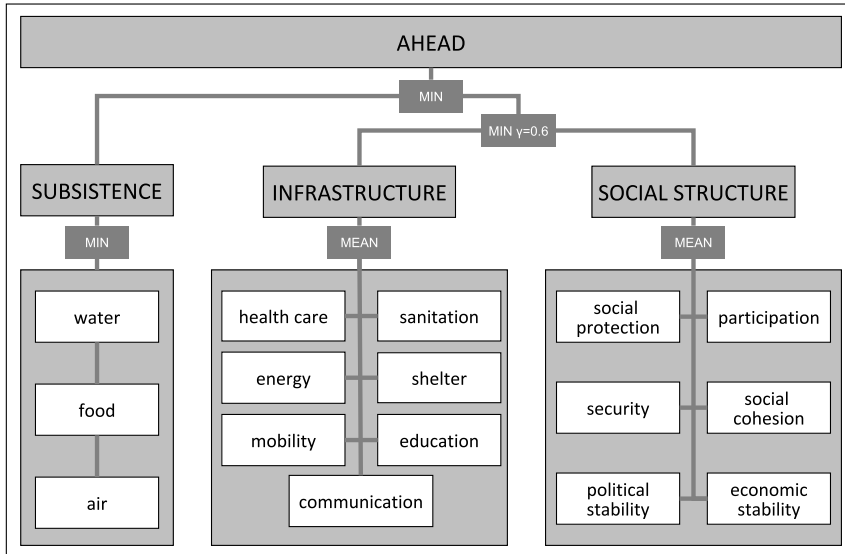 AHEAD
MIN
MIN γ=0.6
SUBSISTENCE
INFRASTRUCTURE
SOCIAL STRUCTURE
MIN
MEAN
MEAN
water
food
air
health care
sanitation
energy
shelter
mobility
education
communication
social
protection
participation
security
social
cohesion
political
stability
economic
stability